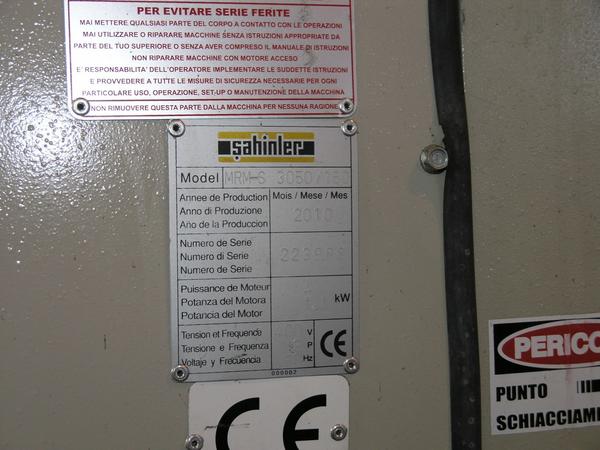 PER EVITARE SERIE FERITE
MAI METTERE QUALSIASI PARTE DEL CORPO A CONTATTO CON LE OPERAZIONI
MAI UTILIZZARE O RIPARARE MACCHINE SENZA ISTRUZIONI APPROPRIATE DA
PARTE DEL TUO SUPERIORE O SENZA AVER COMPRESO IL MANUALE DI ISTRUZIONI
NON RIPARARE MACCHINE CON MOTORE ACCESO
E' RESPONSABILITA' DELL'OPERATORE IMPLEMENTARE LE SUDDETTE ISTRUZIONI
E PROVVEDERE A TUTTE LE MISURE DI SICUREZZA NECESSARIE PER OGNI
PARTICOLARE USO, OPERAZIONE, SET-UP O MANUTENZIONE DELLA MACCHINA
NON RIMUOVERE QUESTA PARTE DALLA MACCHINA PER NESSUNA RAGIONE
şahinler
Model MRM-S 3050/
Annee de Production Mois / Mese / Mes
Anno di Produzione 2010
Año de la Produccion
Numero de Serie
Numero di Serie
Numero de Serie
Puissance de Moteur
Potanza del Motora kW
Potancia del Motor
Tension et Frequence V
Tensione e Frequenza P
Voltaje y Frecuencia Hz
CE
000002
CE
PERICO
PUNTO
SCHIACCIAM